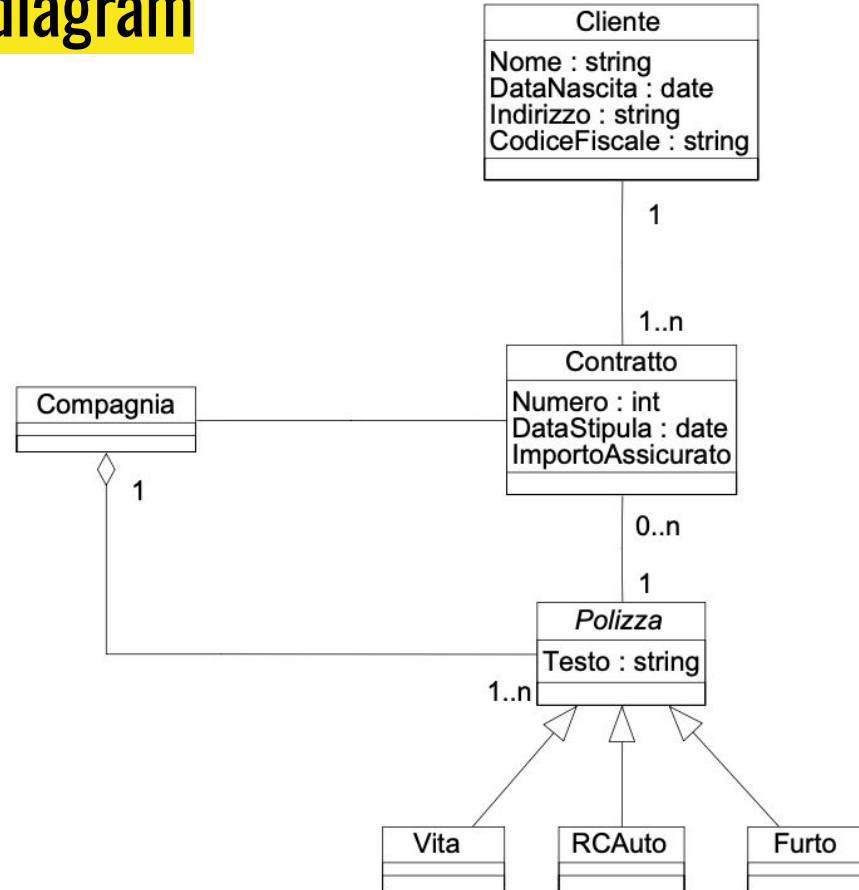 diagram
Cliente
Nome : string
DataNascita : date
Indirizzo : string
CodiceFiscale : string
1
1..n
Contratto
Numero : int
DataStipula : date
ImportoAssicurato
Compagnia
1
0..n
1
Polizza
Testo : string
1..n
Vita
RCAuto
Furto